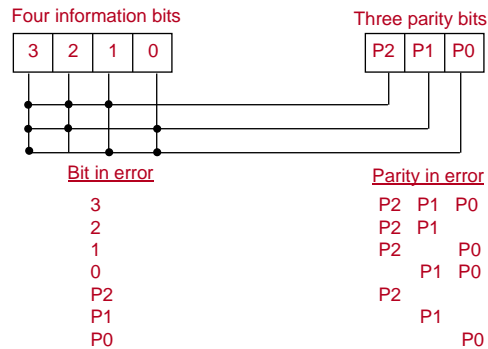 Four information bits Three parity bits
3 2 1 0 P2 P1 P0
Bit in error Parity in error
3 P2 P1 P0
2 P2 P1
1 P2 P0
0 P1 P0
P2 P2
P1 P1
P0 P0